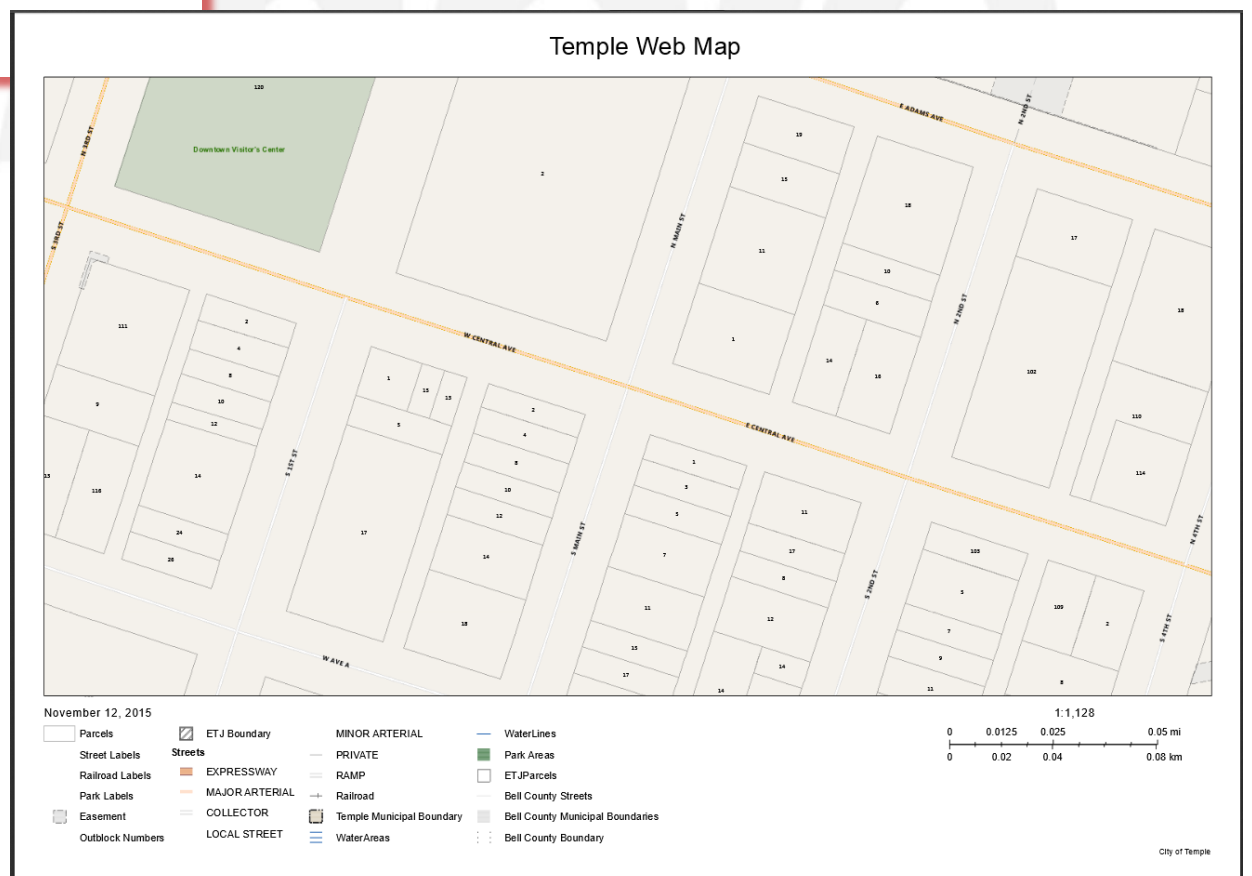 Temple Web Map
120
E ADAMS AVE
N 2ND ST
N 3RD ST
19
Downtown Visitor's Center
2
15
18
S 3RD ST
N MAIN ST
11
17
10
6
18
N 2ND ST
111
2
W CENTRAL AVE
1
14
16
102
4
8
1
13
13
10
9
5
2
110
12
4
E CENTRAL AVE
8
1
114
13
116
14
S 1ST ST
10
3
12
5
11
24
17
S MAIN ST
N 4TH ST
28
14
7
17
103
8
S 2ND ST
5
11
109
18
12
7
2
S 4TH ST
W AVE A
15
9
14
17
8
14
11
November 12, 2015
1:1,128
Parcels
Street Labels
Railroad Labels
Park Labels
Easement
Outblock Numbers
ETJ Boundary
Streets
EXPRESSWAY
MAJOR ARTERIAL
COLLECTOR
LOCAL STREET
MINOR ARTERIAL
PRIVATE
RAMP
Railroad
Temple Municipal Boundary
WaterAreas
WaterLines
Park Areas
ETJParcels
Bell County Streets
Bell County Municipal Boundaries
Bell County Boundary
0 0.0125 0.025 0.05 mi
0 0.02 0.04 0.08 km
City of Temple